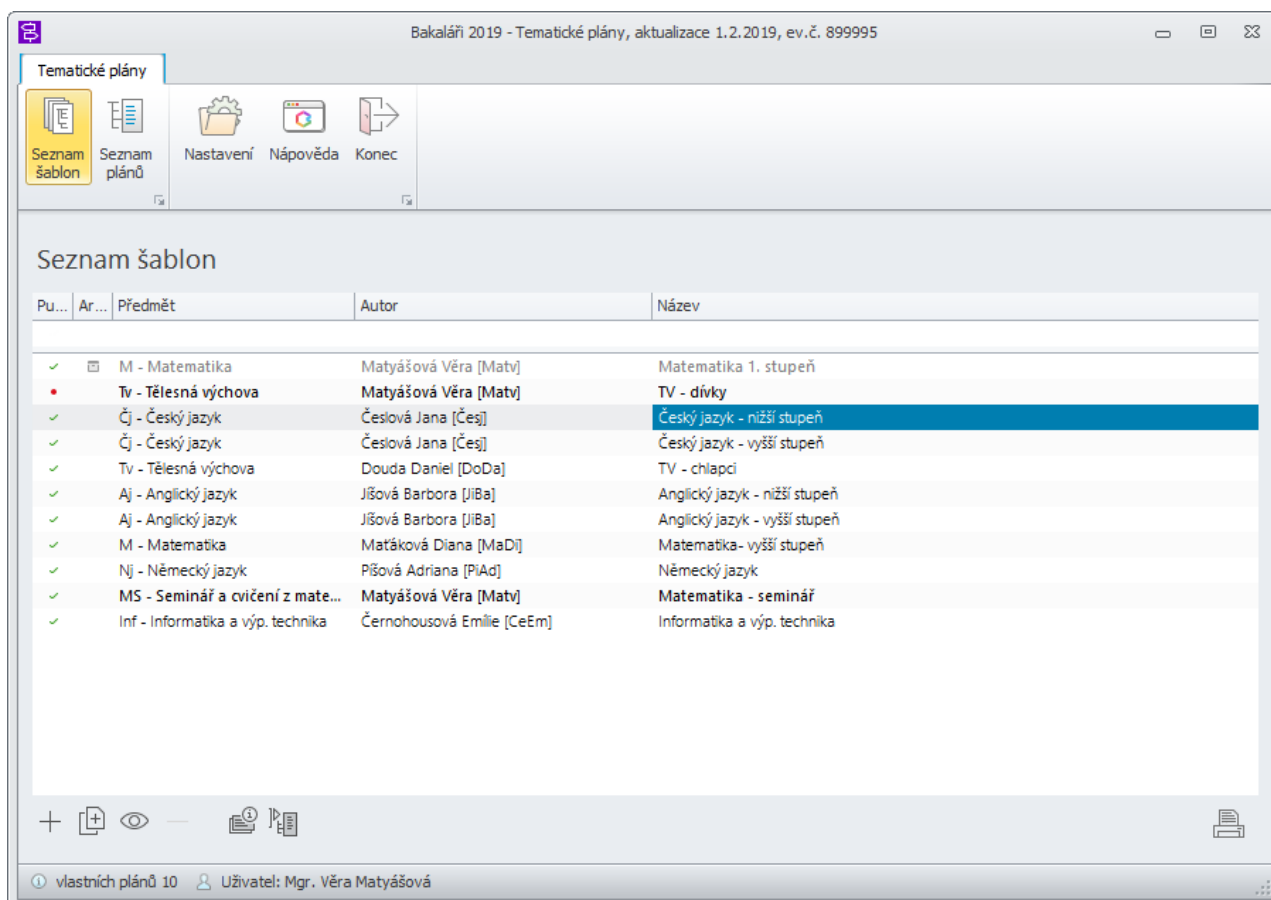 Bakaláři 2019 - Tematické plány, aktualizace 1.2.2019, ev.č. 899995
Tematické plány
Seznam šablon
Seznam plánů
Nastavení
Nápověda
Konec
Seznam šablon
Pu... Ar... Předmět Autor Název
M - Matematika Matyášová Věra [Matv] Matematika 1. stupeň
Tv - Tělesná výchova Matyášová Věra [Matv] TV - dívky
Čj - Český jazyk Česlová Jana [Česj] Český jazyk - nižší stupeň
Čj - Český jazyk Česlová Jana [Česj] Český jazyk - vyšší stupeň
Tv - Tělesná výchova Douda Daniel [DoDa] TV - chlapci
Aj - Anglický jazyk Jíšová Barbora [JiBa] Anglický jazyk - nižší stupeň
Aj - Anglický jazyk Jíšová Barbora [JiBa] Anglický jazyk - vyšší stupeň
M - Matematika Maťáková Diana [MaDi] Matematika- vyšší stupeň
Nj - Německý jazyk Píšová Adriana [PiAd] Německý jazyk
MS - Seminář a cvičení z mate... Matyášová Věra [Matv] Matematika - seminář
Inf - Informatika a výp. technika Černohousová Emílie [CeEm] Informatika a výp. technika
vlastních plánů 10 Uživatel: Mgr. Věra Matyášová